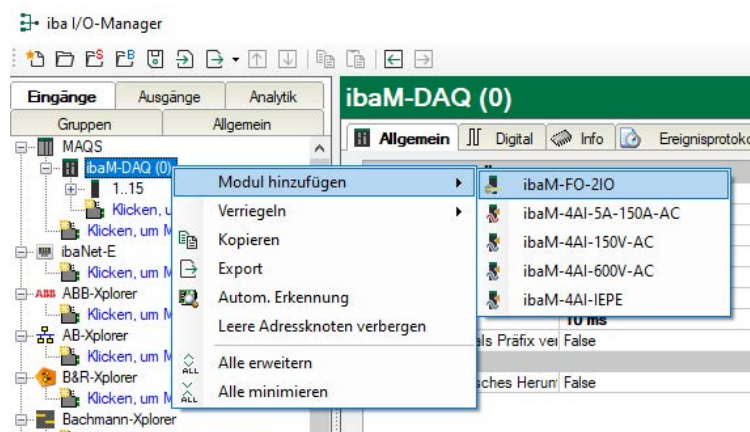 iba I/O-Manager
Eingänge Ausgänge Analytik
Gruppen Allgemein
MAQS
ibaM-DAQ (0)
1..15
Klicken, u
Klicken, um M
ibaNet-E
Klicken, um M
ABB-Xplorer
Klicken, um M
AB-Xplorer
Klicken, um M
B&R-Xplorer
Klicken, um M
Bachmann-Xplorer
ibaM-DAQ (0)
Allgemein Digital Info Ereignisprotoko
Modul hinzufügen
Verriegeln
Kopieren
Export
Autom. Erkennung
Leere Adressknoten verbergen
ALL Alle erweitern
ALL Alle minimieren
ibaM-FO-2IO
ibaM-4AI-5A-150A-AC
ibaM-4AI-150V-AC
ibaM-4AI-600V-AC
ibaM-4AI-IEPE
10 ms
als Präfix ver False
sches Herun False